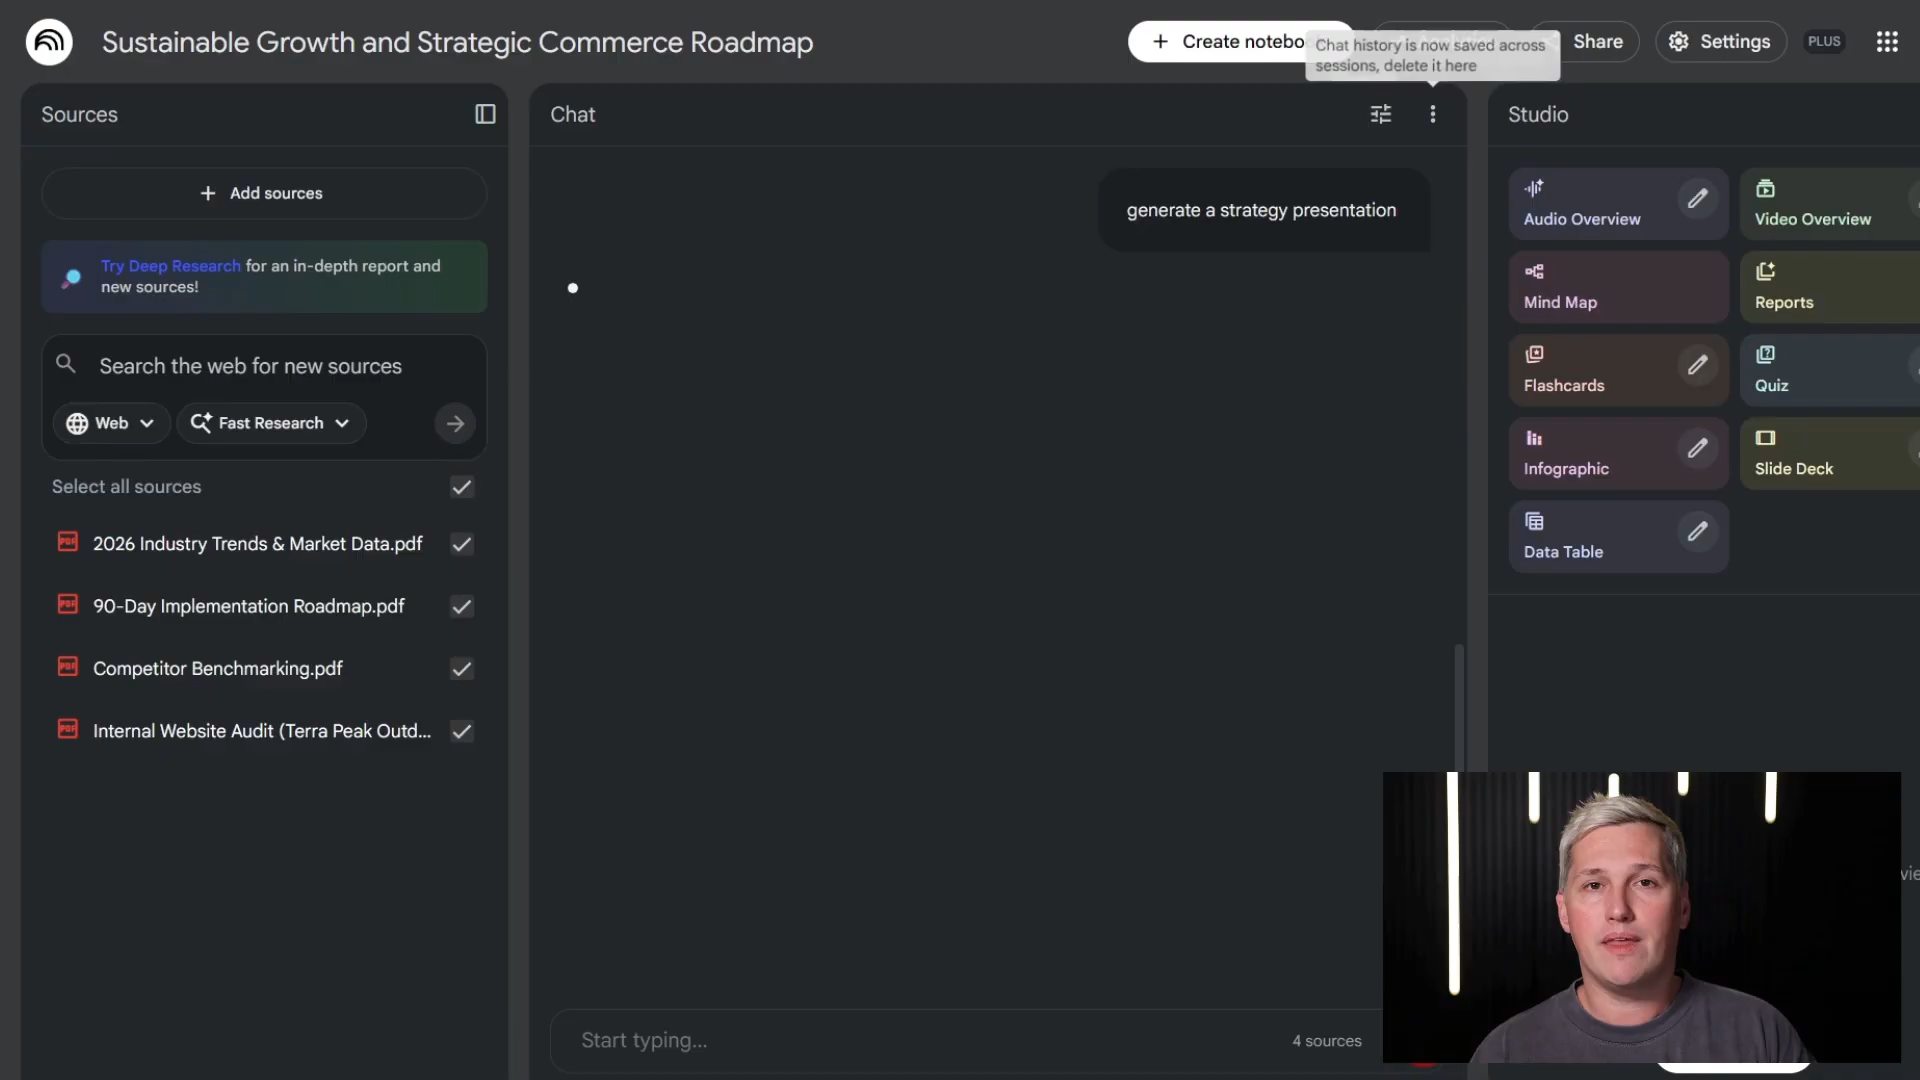 Sustainable Growth and Strategic Commerce Roadmap
Create notebo
Chat history is now saved across
sessions, delete it here
Share
Settings
PLUS
Sources
Add sources
Try Deep Research for an in-depth report and
new sources!
Search the web for new sources
Web
Fast Research
Select all sources
2026 Industry Trends & Market Data.pdf
90-Day Implementation Roadmap.pdf
Competitor Benchmarking.pdf
Internal Website Audit (Terra Peak Outd...
Chat
generate a strategy presentation
Start typing...
4 sources
Studio
Audio Overview
Video Overview
Mind Map
Reports
Flashcards
Quiz
Infographic
Slide Deck
Data Table